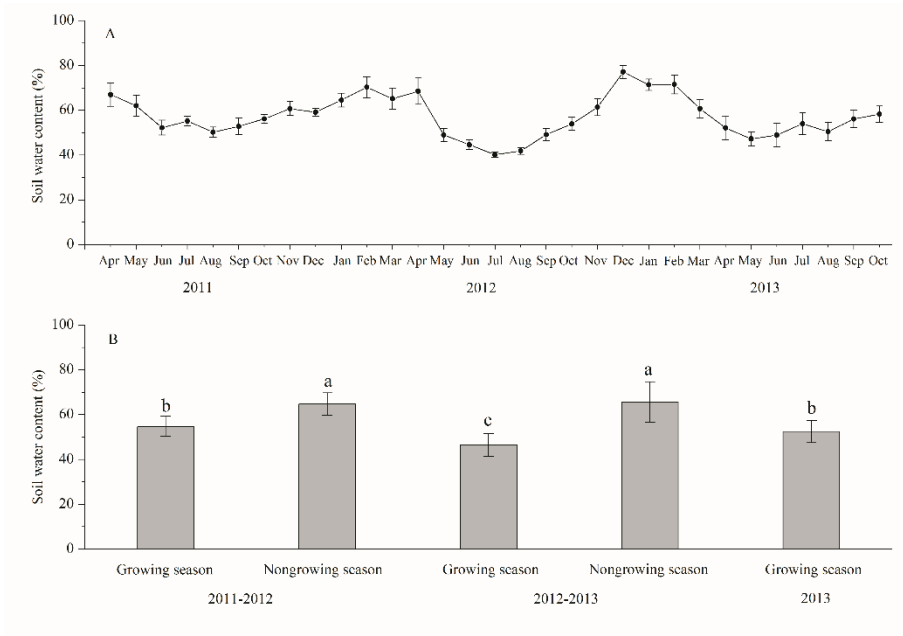 100
A
80
60
40
20
0
Soil water content (%)
Apr May Jun Jul Aug Sep Oct Nov Dec Jan Feb Mar Apr May Jun Jul Aug Sep Oct Nov Dec Jan Feb Mar Apr May Jun Jul Aug Sep Oct
2011 2012 2013
100
B
80
60
40
20
0
Soil water content (%)
b a c a b
Growing season Nongrowing season Growing season Nongrowing season Growing season
2011-2012 2012-2013 2013